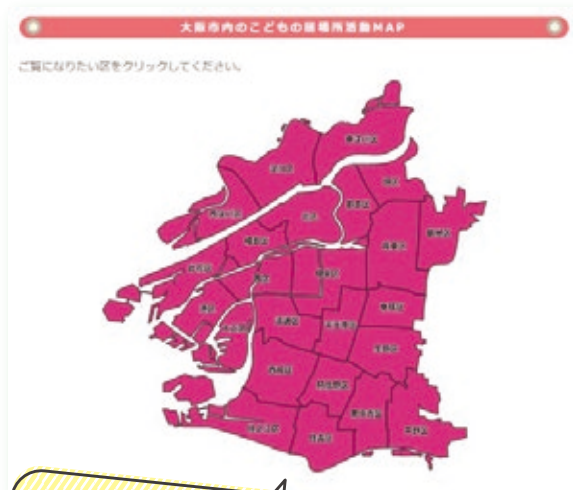 大阪市内のこどもの居場所活動MAP
ご覧になりたい区をクリックしてください。
東淀川区
淀川区
旭区
西淀川区
北区
都島区
鶴見区
城東区
福島区
此花区
西区
中央区
港区
東成区
大正区
浪速区
天王寺区
生野区
西成区
阿倍野区
東住吉区
住之江区
住吉区
平野区